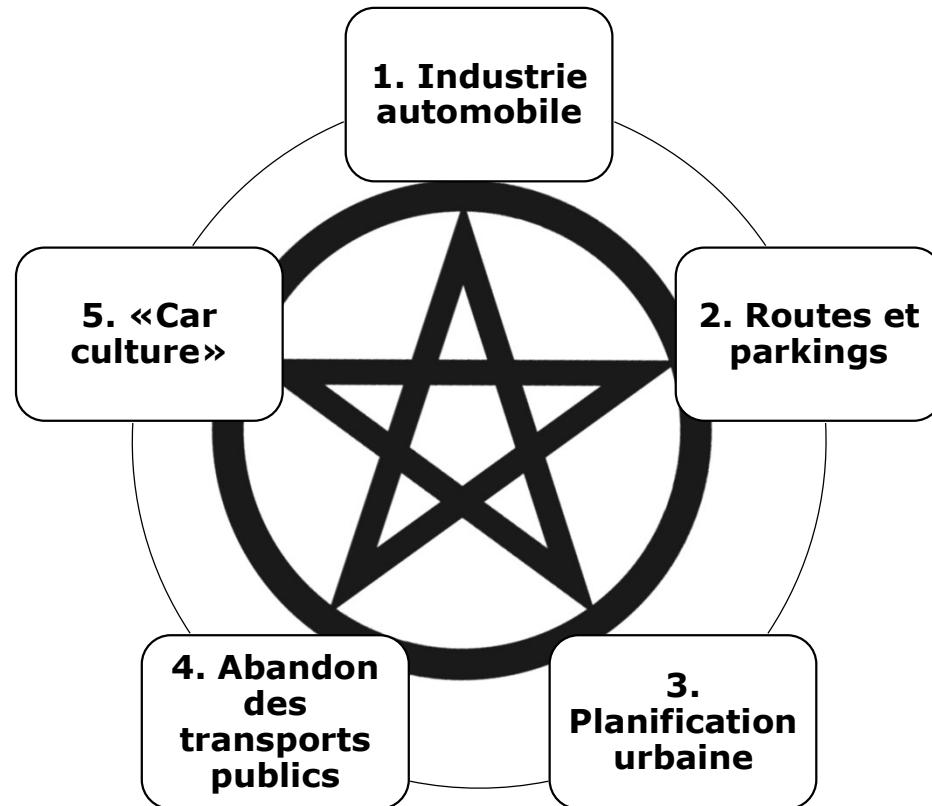 1. Industrie
automobile
2. Routes et
parkings
3.
Planification
urbaine
4. Abandon
des
transports
publics
5. «Car
culture»